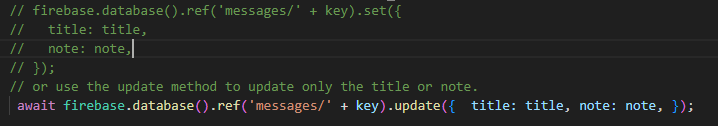 // firebase.database().ref('messages/' + key).set({
//   title: title,
//   note: note,
// });
// or use the update method to update only the title or note.
await firebase.database().ref('messages/' + key).update({  title: title, note: note, });